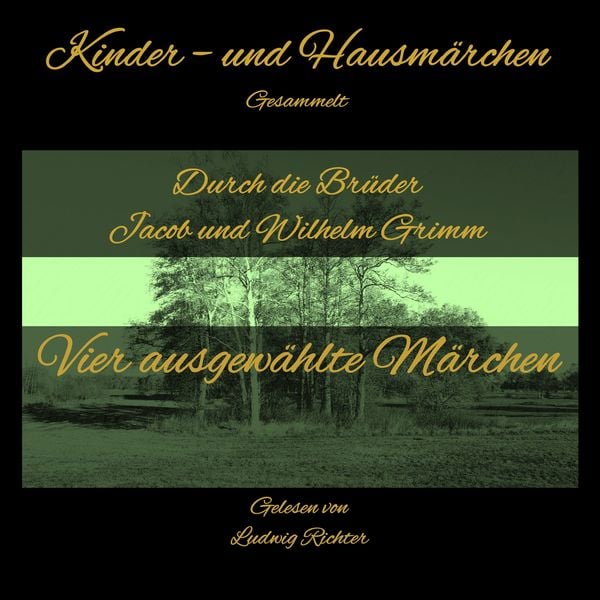 Kinder – und Hausmärchen
Gesammelt
Durch die Brüder
Jacob und Wilhelm Grimm
Vier ausgewählte Märchen
Gelesen von
Ludwig Richter